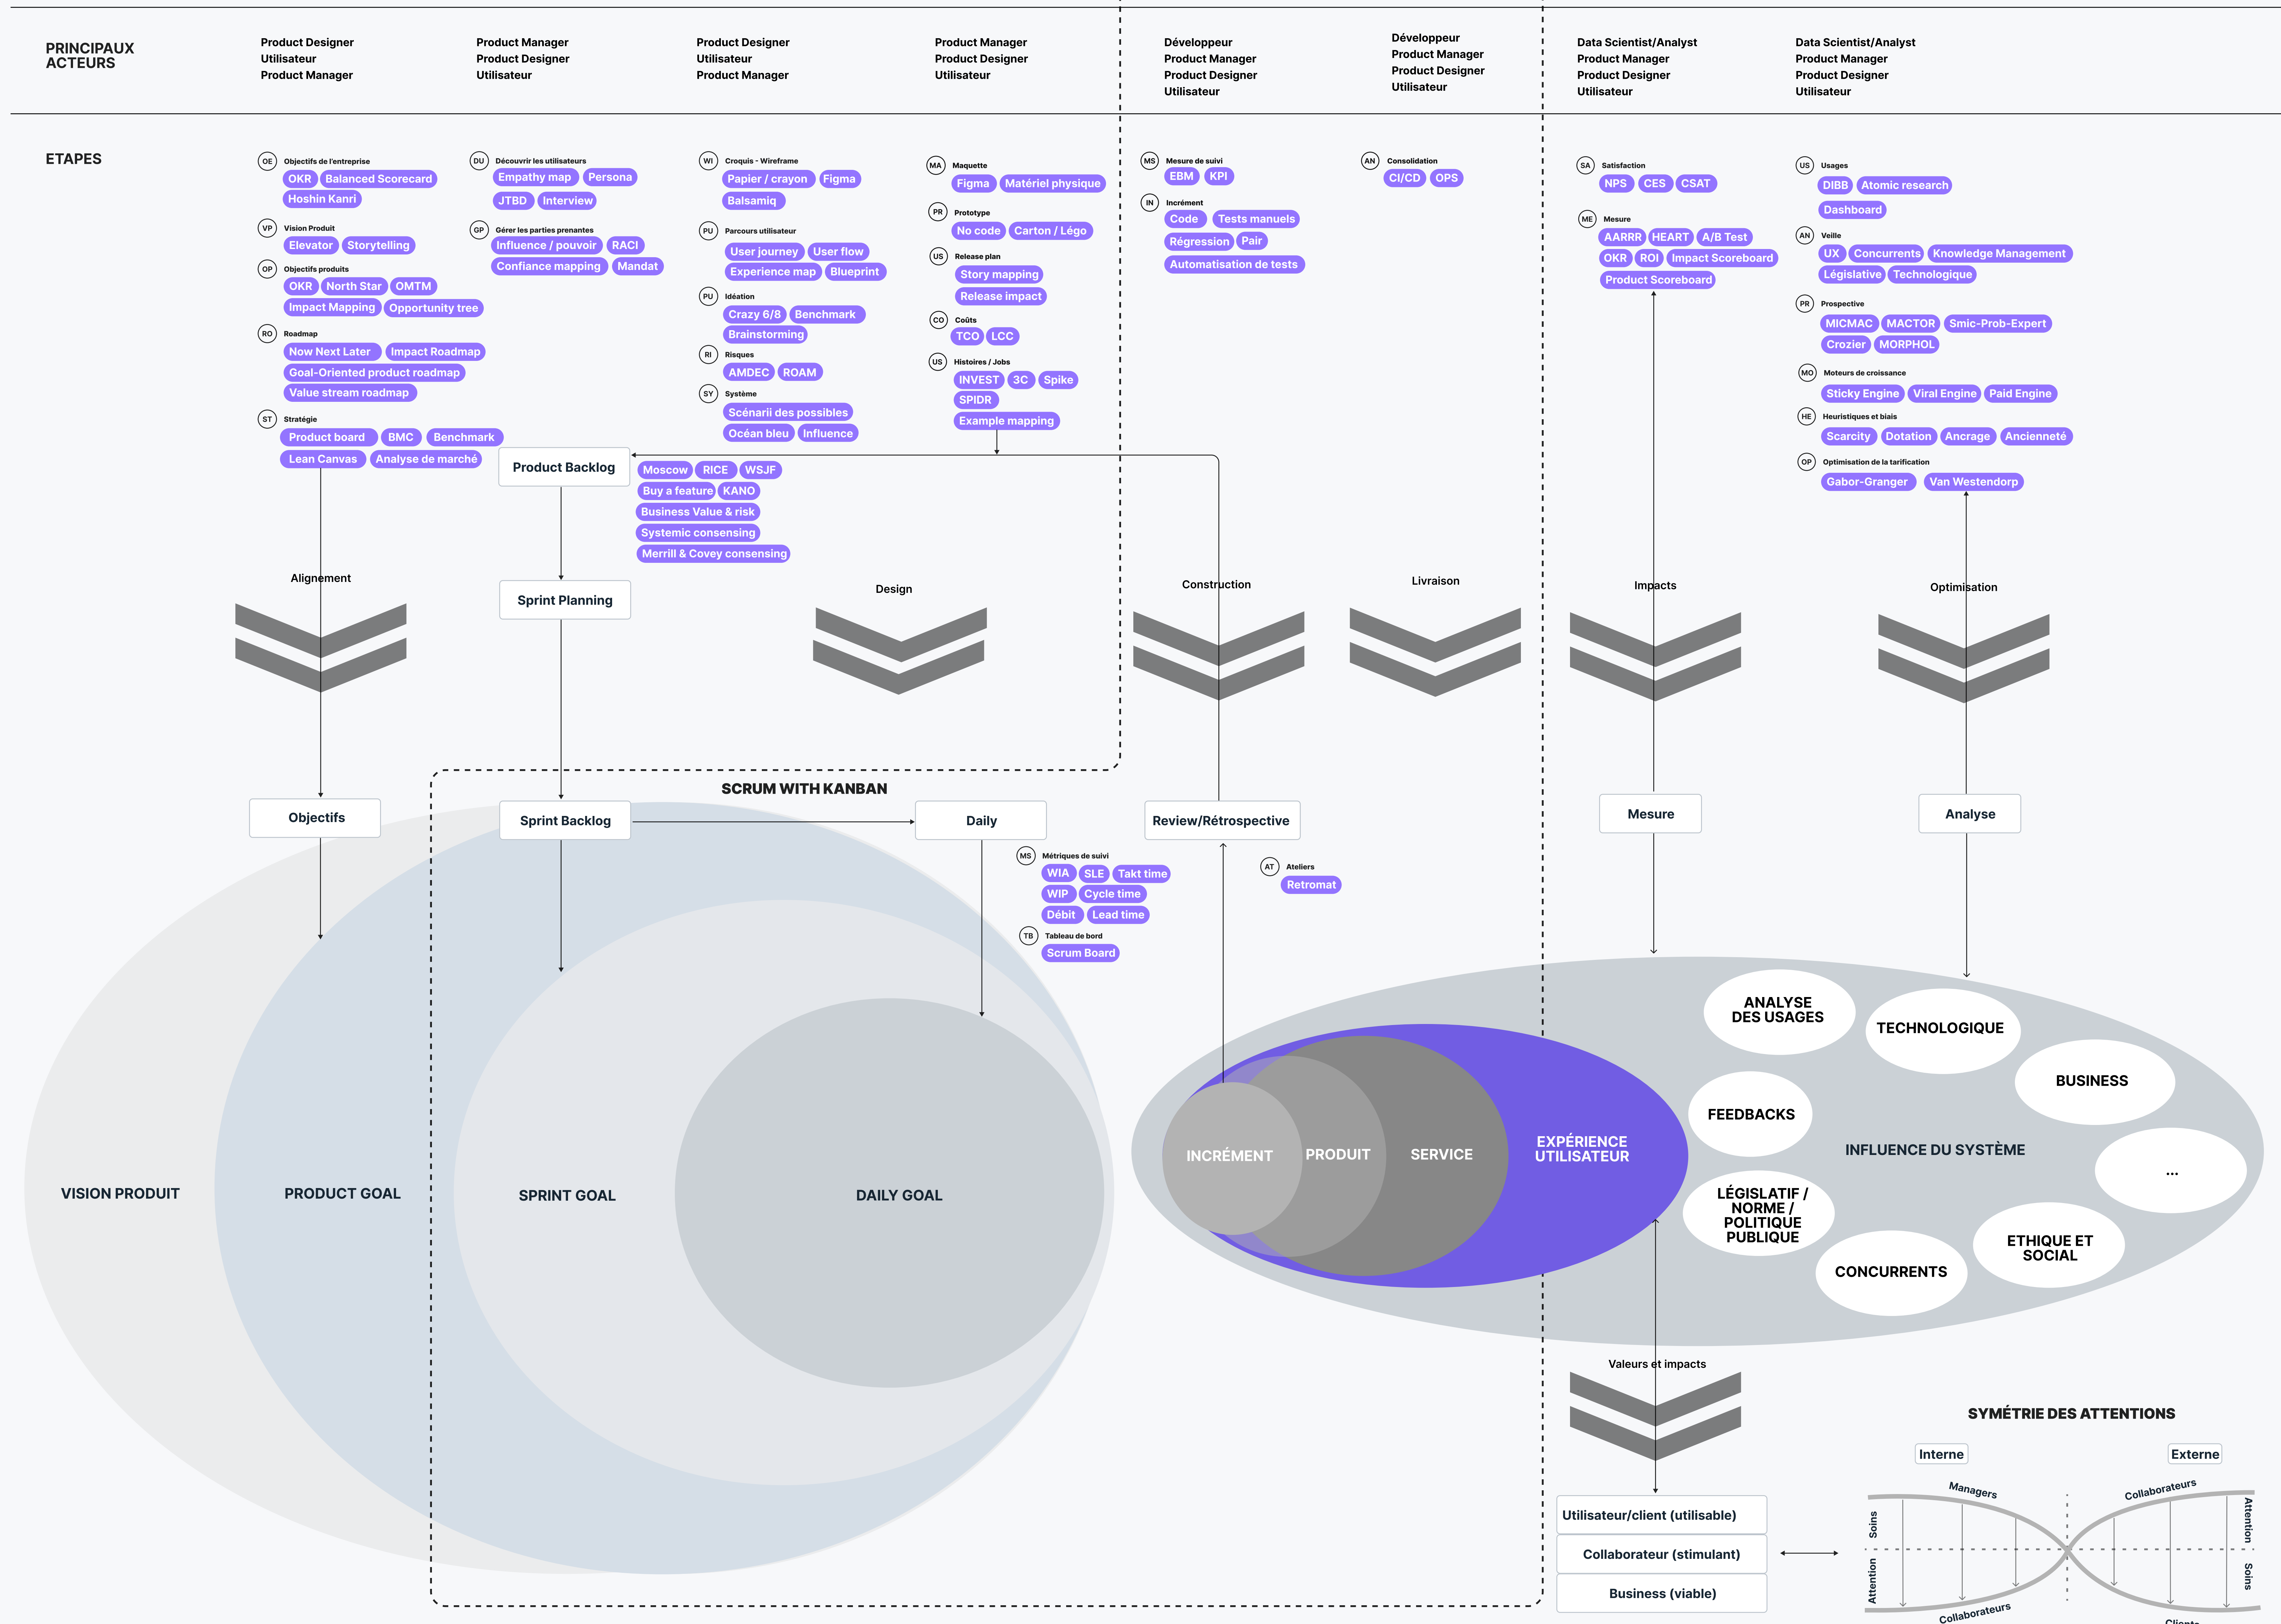 PRINCIPAUX
ACTEURS
Product Designer
Utilisateur
Product Manager
Product Manager
Product Designer
Utilisateur
Product Designer
Utilisateur
Product Manager
Product Manager
Product Designer
Utilisateur
Développeur
Product Manager
Product Designer
Utilisateur
Développeur
Product Manager
Product Designer
Utilisateur
Data Scientist/Analyst
Product Manager
Product Designer
Utilisateur
Data Scientist/Analyst
Product Manager
Product Designer
Utilisateur
ETAPES
OE Objectifs de l'entreprise
OKR Balanced Scorecard
Hoshin Kanri
VP Vision Produit
Elevator Storytelling
OP Objectifs produits
OKR North Star OMTM
Impact Mapping Opportunity tree
RO Roadmap
Now Next Later Impact Roadmap
Goal-Oriented product roadmap
Value stream roadmap
ST Stratégie
Product board BMC Benchmark
Lean Canvas Analyse de marché
DU Découvrir les utilisateurs
Empathy map Persona
JTBD Interview
GP Gérer les parties prenantes
Influence / pouvoir RACI
Confiance mapping Mandat
WI Croquis - Wireframe
Papier / crayon Figma
Balsamiq
PU Parcours utilisateur
User journey User flow
Experience map Blueprint
PU Idéation
Crazy 6/8 Benchmark
Brainstorming
RI Risques
AMDEC ROAM
SY Système
Scénarii des possibles
Océan bleu Influence
MA Maquette
Figma Matériel physique
PR Prototype
No code Carton / Légo
US Release plan
Story mapping
Release impact
CO Coûts
TCO LCC
US Histoires / Jobs
INVEST 3C Spike
SPIDR
Example mapping
MS Mesure de suivi
EBM KPI
IN Incrément
Code Tests manuels
Régression Pair
Automatisation de tests
AN Consolidation
CI/CD OPS
SA Satisfaction
NPS CES CSAT
ME Mesure
AARRR HEART A/B Test
OKR ROI Impact Scoreboard
Product Scoreboard
US Usages
DIBB Atomic research
Dashboard
AN Veille
UX Concurrents Knowledge Management
Législative Technologique
PR Prospective
MICMAC MACTOR Smic-Prob-Expert
Crozier MORPHOL
MO Moteurs de croissance
Sticky Engine Viral Engine Paid Engine
HE Heuristiques et biais
Scarcity Dotation Ancrage Ancienneté
OP Optimisation de la tarification
Gabor-Granger Van Westendorp
Product Backlog
Moscow RICE WSJF
Buy a feature KANO
Business Value & risk
Systemic consensing
Merrill & Covey consensing
Alignement
Sprint Planning
Design
Construction
Livraison
Impacts
Optimisation
SCRUM WITH KANBAN
Objectifs
Sprint Backlog
Daily
Review/Rétrospective
Mesure
Analyse
MS Métriques de suivi
WIA SLE Takt time
WIP Cycle time
Débit Lead time
TB Tableau de bord
Scrum Board
AT Ateliers
Retromat
VISION PRODUIT
PRODUCT GOAL
SPRINT GOAL
DAILY GOAL
INCRÉMENT
PRODUIT
SERVICE
EXPÉRIENCE
UTILISATEUR
ANALYSE
DES USAGES
TECHNOLOGIQUE
BUSINESS
FEEDBACKS
INFLUENCE DU SYSTÈME
...
LÉGISLATIF /
NORME /
POLITIQUE
PUBLIQUE
ETHIQUE ET
SOCIAL
CONCURRENTS
Valeurs et impacts
Utilisateur/client (utilisable)
Collaborateur (stimulant)
Business (viable)
SYMÉTRIE DES ATTENTIONS
Interne
Externe
Managers
Collaborateurs
Soins
Attention
Attention
Soins
Collaborateurs
Clients